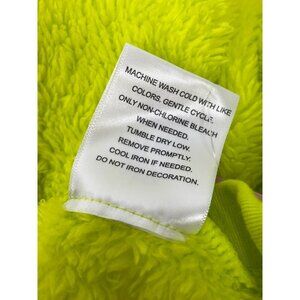 MACHINE WASH COLD WITH LIKE
COLORS. GENTLE CYCLE.
ONLY NON-CHLORINE BLEACH
WHEN NEEDED.
TUMBLE DRY LOW.
REMOVE PROMPTLY.
COOL IRON IF NEEDED.
DO NOT IRON DECORATION.